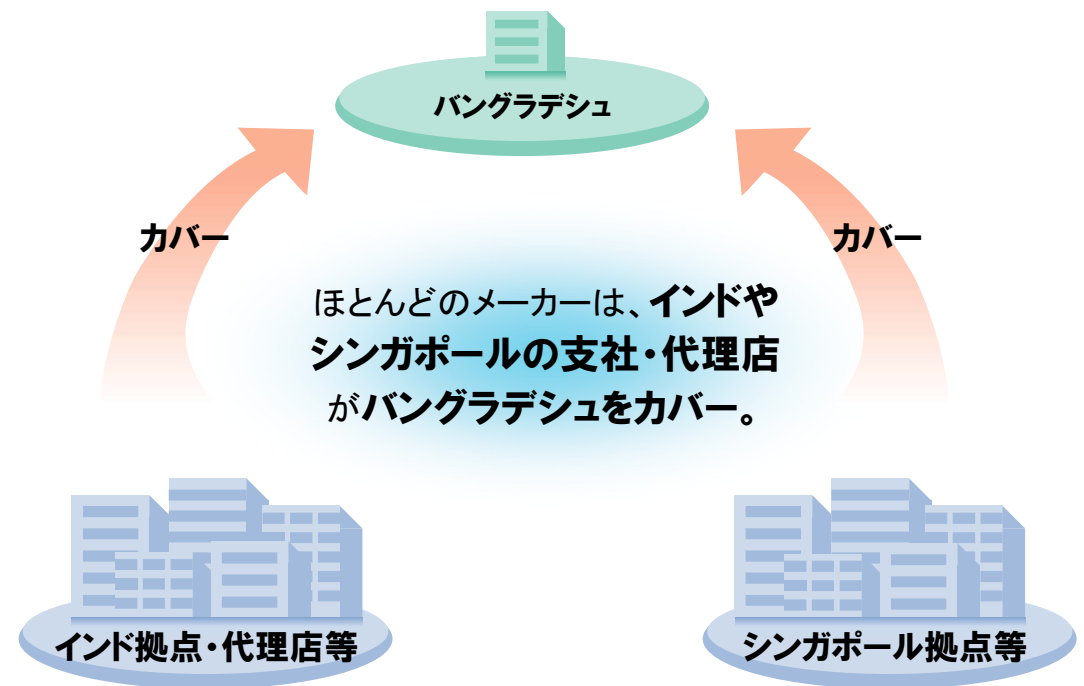 バングラデシュ
カバー
カバー
ほとんどのメーカーは、インドや
シンガポールの支社・代理店
がバングラデシュをカバー。
インド拠点・代理店等
シンガポール拠点等